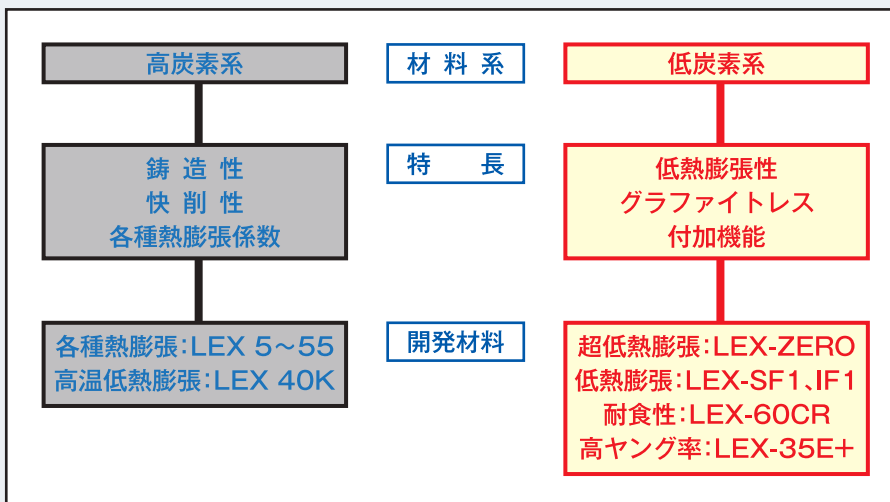 高炭素系
材料系
低炭素系
鋳造性
快削性
各種熱膨張係数
特長
低熱膨張性
グラファイトレス
付加機能
各種熱膨張:LEX 5~55
高温低熱膨張:LEX 40K
開発材料
超低熱膨張:LEX-ZERO
低熱膨張:LEX-SF1、IF1
耐食性:LEX-60CR
高ヤング率:LEX-35E+